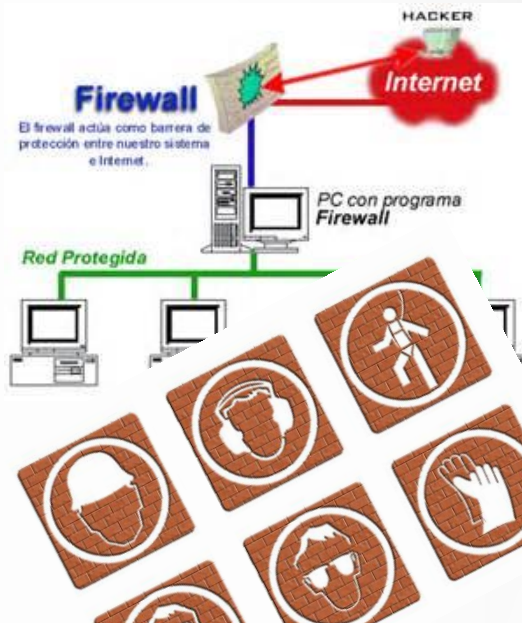 HACKER
Internet
Firewall
El firewall actúa como barrera de
protección entre nuestro sistema
e Internet.
PC con programa
Firewall
Red Protegida